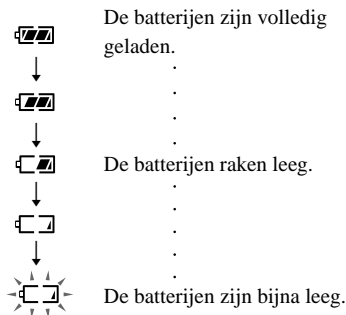 De batterijen zijn volledig
geladen.
De batterijen raken leeg.
De batterijen zijn bijna leeg.